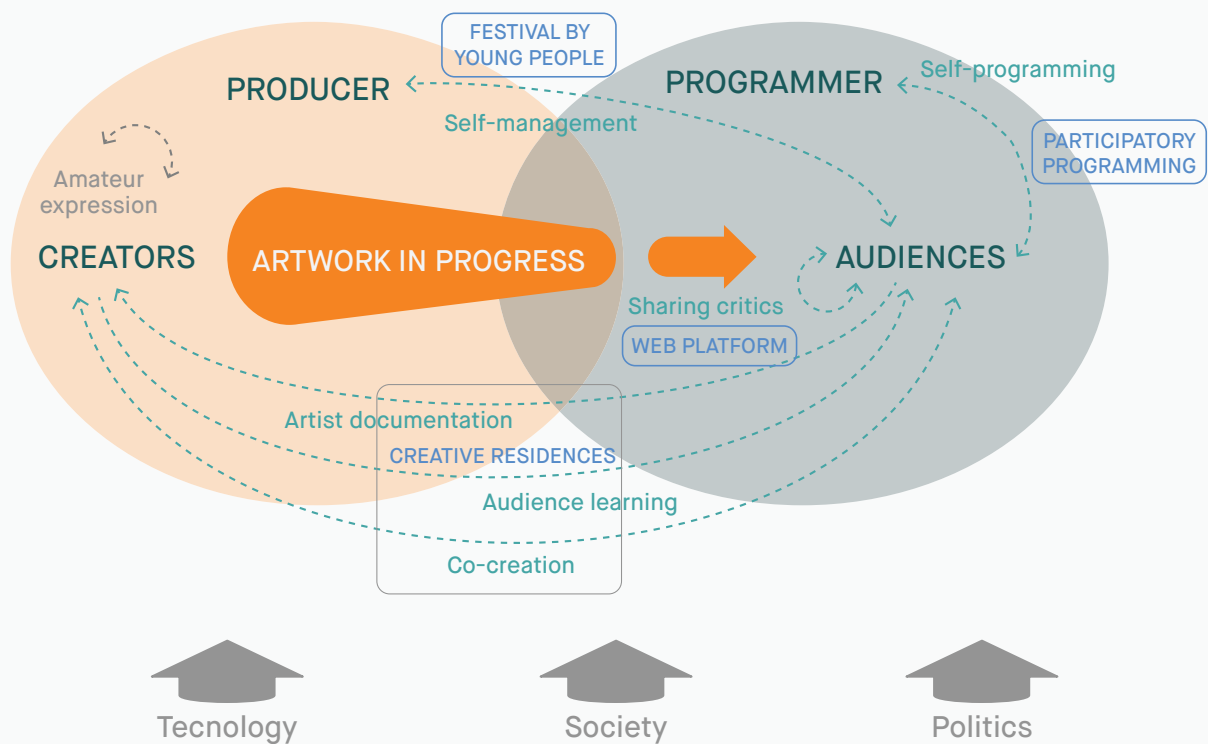 FESTIVAL BY
YOUNG PEOPLE
PRODUCER
PROGRAMMER
Self-programming
Self-management
PARTICIPATORY
PROGRAMMING
Amateur
expression
CREATORS
ARTWORK IN PROGRESS
AUDIENCES
Sharing critics
WEB PLATFORM
Artist documentation
CREATIVE RESIDENCES
Audience learning
Co-creation
Tecnology
Society
Politics